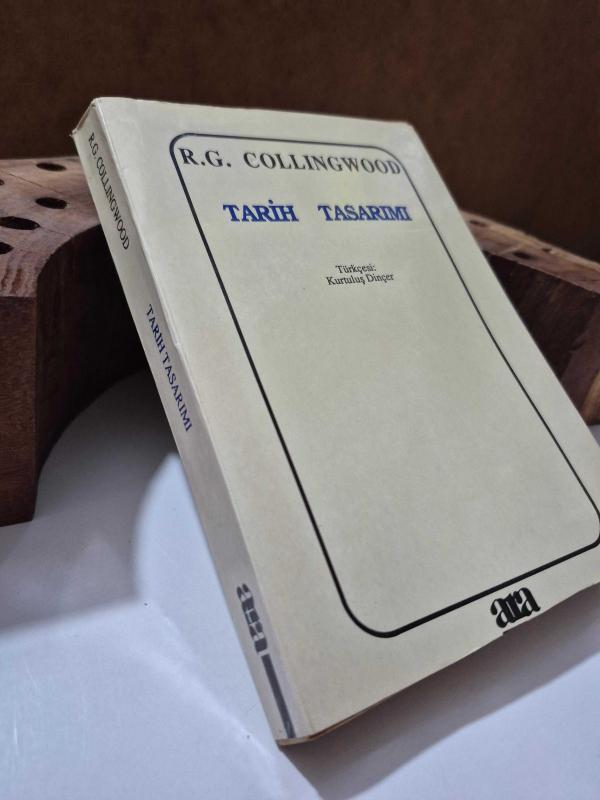 R.G. COLLINGWOOD
TARİH TASARIMI
Türkçesi:
Kurtuluş Dinçer
ara
R.G. COLLINGWOOD
TARİH TASARIMI
ara